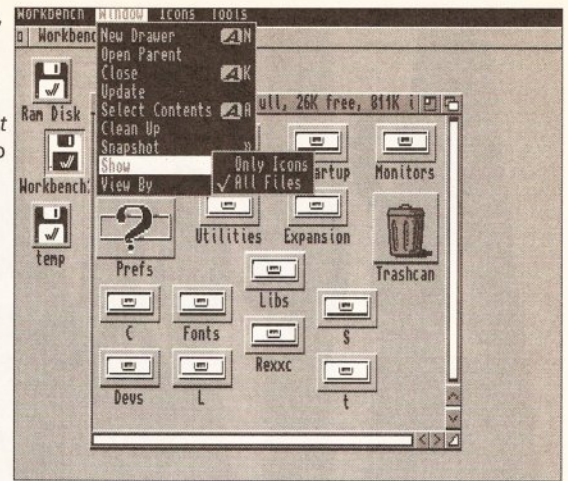 Workbench Window Icons Tools
Workbenc
New Drawer N
Open Parent
Close K
Update
Select Contents A
Clean Up
Snapshot »
Show
View By
Only Icons
✓ All Files
ull, 26K free, 811K i
Ram Disk
Workbench2
temp
artup
Monitors
Prefs
Utilities
Expansion
Trashcan
Libs
C
Fonts
S
Rexxc
Devs
L
t